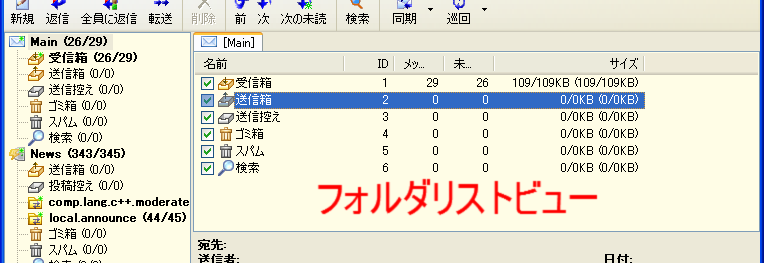 新規 返信 全員に返信 転送 削除 前 次 次の未読 検索 同期 巡回
Main (26/29)
受信箱 (26/29)
送信箱 (0/0)
送信控え (0/0)
ゴミ箱 (0/0)
スパム (0/0)
検索 (0/0)
News (343/345)
送信箱 (0/0)
投稿控え (0/0)
comp.lang.c++.moderate
local.announce (44/45)
ゴミ箱 (0/0)
スパム (0/0)
[Main]
名前 ID メッ... 未... サイズ
受信箱 1 29 26 109/109KB (109/109KB)
送信箱 2 0 0 0/0KB (0/0KB)
送信控え 3 0 0 0/0KB (0/0KB)
ゴミ箱 4 0 0 0/0KB (0/0KB)
スパム 5 0 0 0/0KB (0/0KB)
検索 6 0 0 0/0KB (0/0KB)
フォルダリストビュー
宛先:
送信者: 日付: